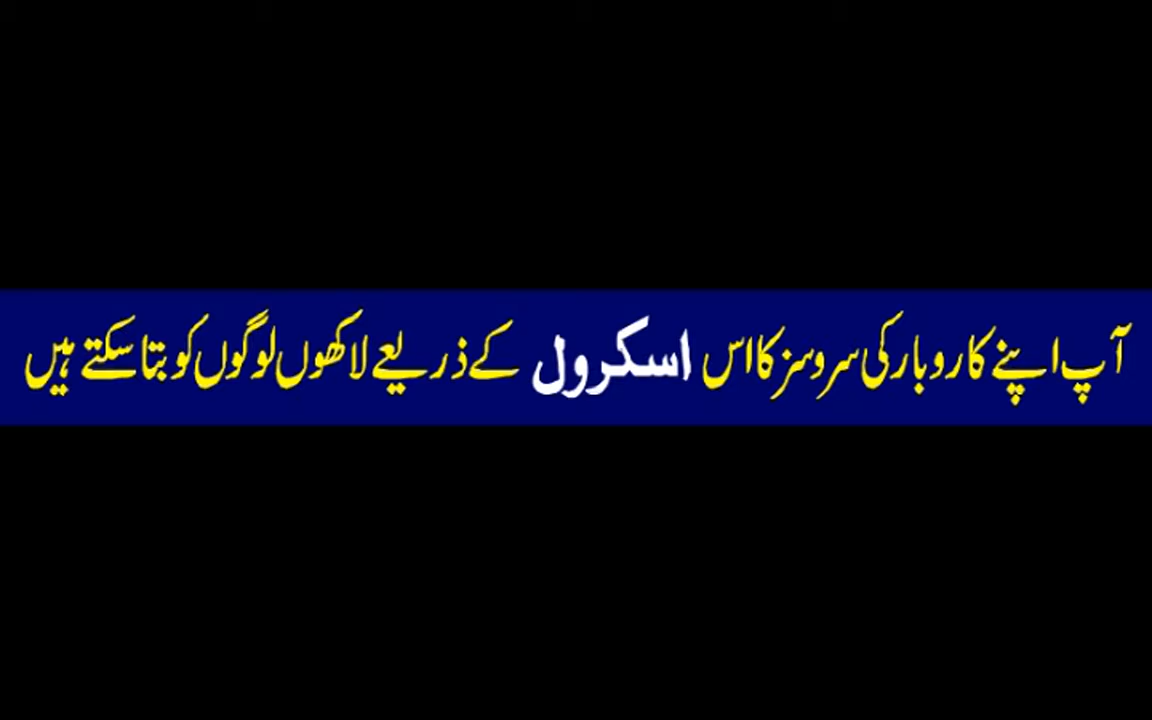 آپ اپنے کاروبار کی سروسز کا اس اسکرول کے ذریعے لاکھوں لوگوں کو بتا سکتے ہیں